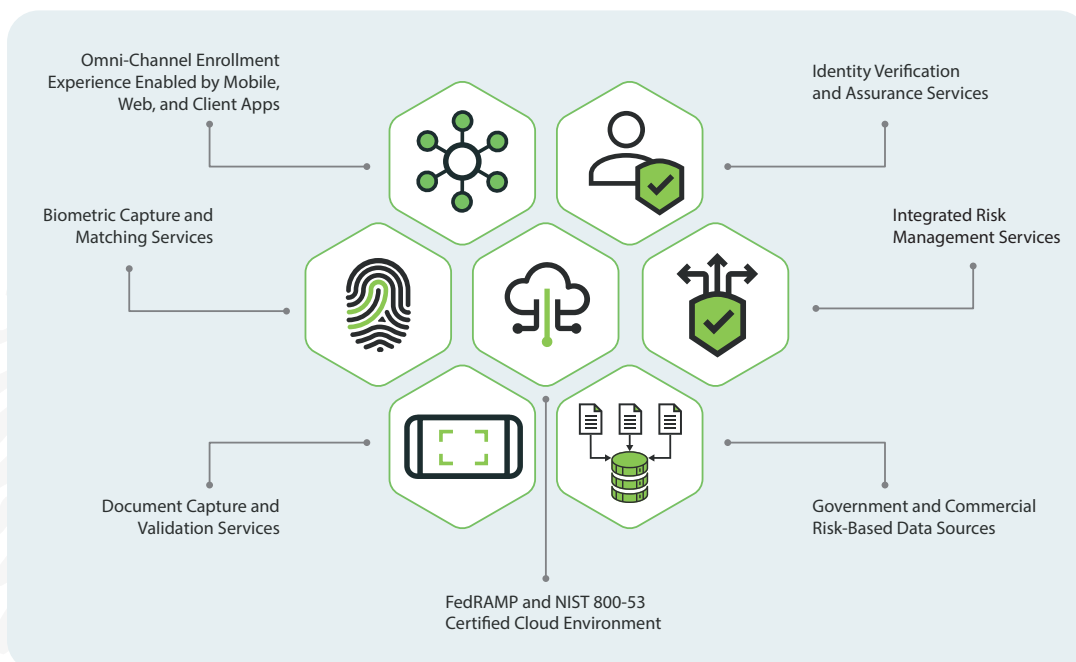 Omni-Channel Enrollment
Experience Enabled by Mobile,
Web, and Client Apps
Identity Verification
and Assurance Services
Biometric Capture and
Matching Services
Integrated Risk
Management Services
Document Capture and
Validation Services
Government and Commercial
Risk-Based Data Sources
FedRAMP and NIST 800-53
Certified Cloud Environment